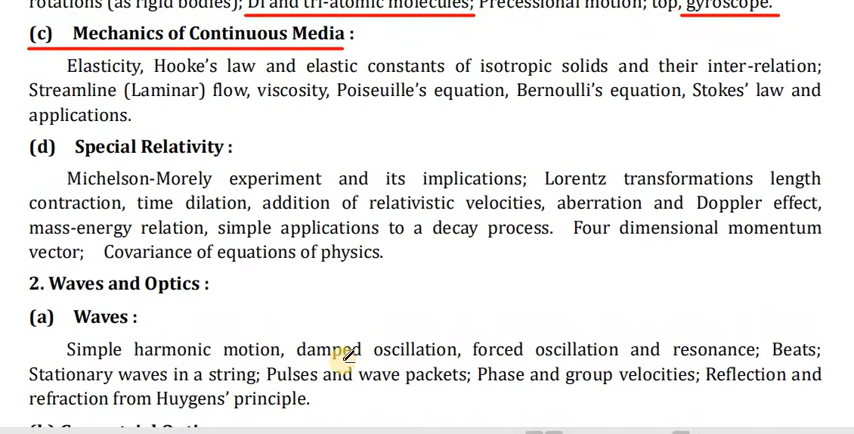 rotations (as rigid bodies); Di and tri-atomic molecules; Precessional motion; top, gyroscope.
(c) Mechanics of Continuous Media :
Elasticity, Hooke's law and elastic constants of isotropic solids and their inter-relation;
Streamline (Laminar) flow, viscosity, Poiseuille's equation, Bernoulli's equation, Stokes' law and
applications.
(d) Special Relativity :
Michelson-Morely experiment and its implications; Lorentz transformations length
contraction, time dilation, addition of relativistic velocities, aberration and Doppler effect,
mass-energy relation, simple applications to a decay process. Four dimensional momentum
vector; Covariance of equations of physics.
2. Waves and Optics :
(a) Waves :
Simple harmonic motion, damped oscillation, forced oscillation and resonance; Beats;
Stationary waves in a string; Pulses and wave packets; Phase and group velocities; Reflection and
refraction from Huygens' principle.